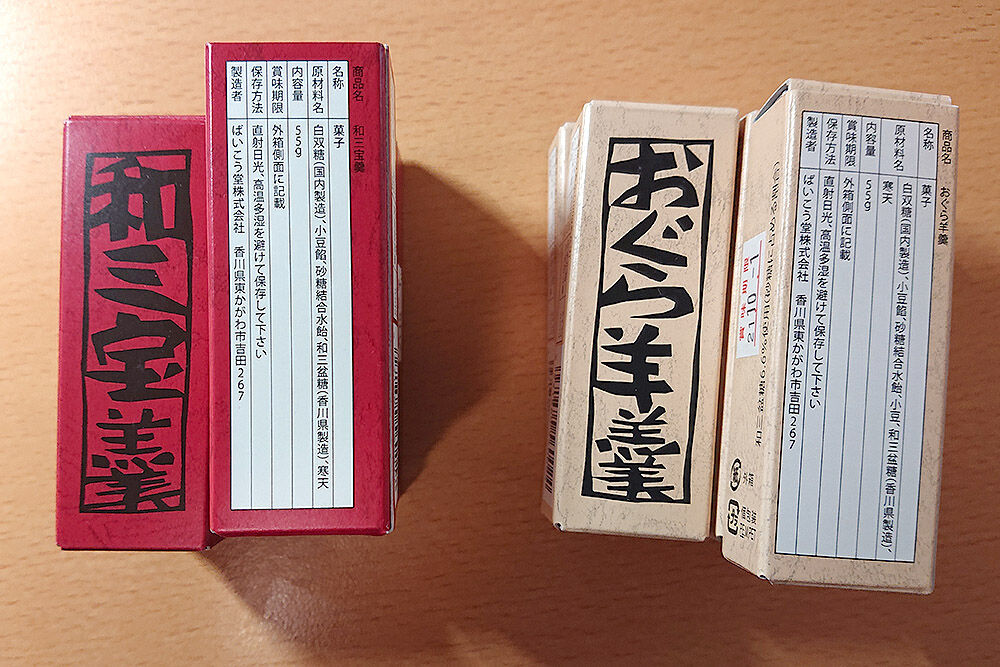 和三宝羊羹
商品名 和三宝羹
名称 菓子
原材料名 白双糖(国内製造)、小豆餡、砂糖結合水飴、和三盆糖(香川県製造)、寒天
内容量 55g
賞味期限 外箱側面に記載
保存方法 直射日光、高温多湿を避けて保存して下さい
製造者 ばいこう堂株式会社 香川県東かがわ市吉田267
おぐら羊羹
商品名 おぐら羊羹
名称 菓子
原材料名 白双糖(国内製造)、小豆餡、砂糖結合水飴、小豆、和三盆糖(香川県製造)、
寒天
内容量 55g
賞味期限 外箱側面に記載
保存方法 直射日光、高温多湿を避けて保存して下さい
製造者 ばいこう堂株式会社 香川県東かがわ市吉田267
外箱